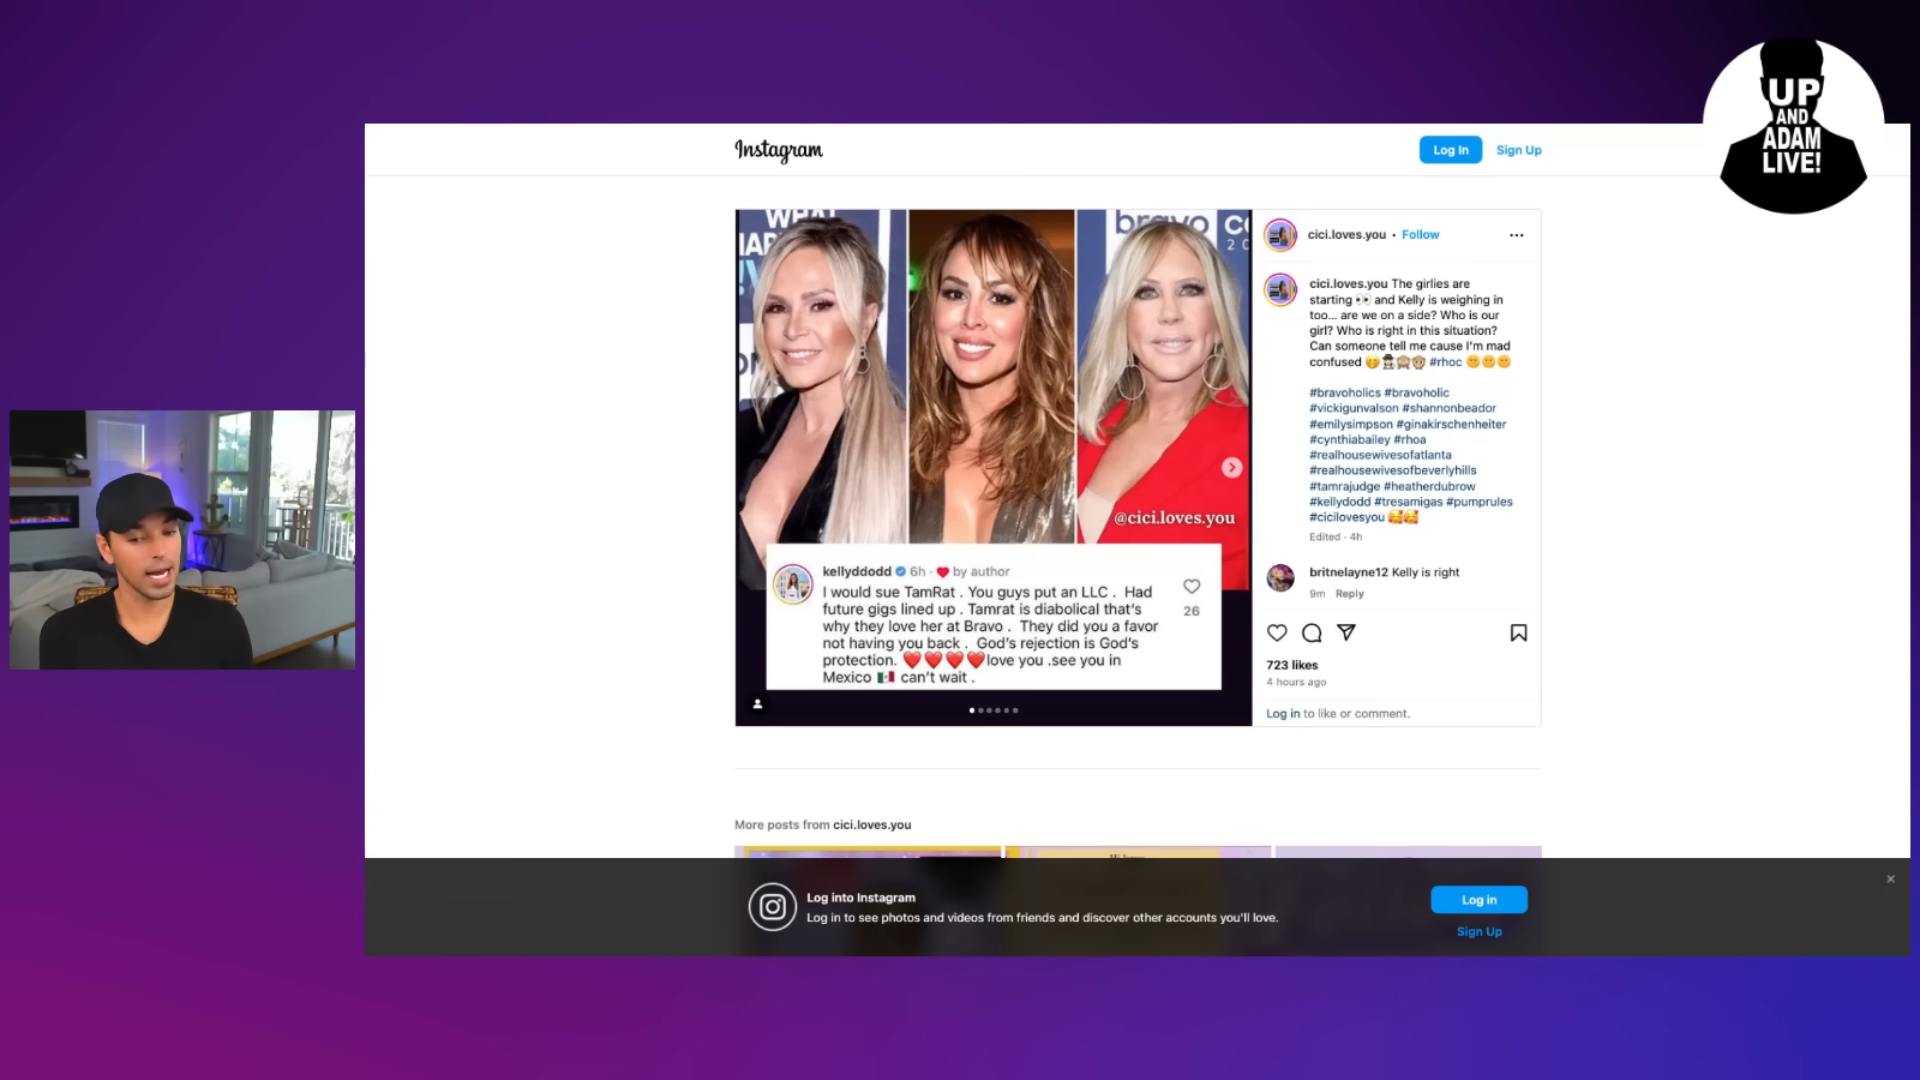 UP
AND
ADAM
LIVE!
Instagram
Log In
Sign Up
WHAT
bravo CO
2 0
@cici.loves.you
kellyddodd 6h · ❤ by author
I would sue TamRat . You guys put an LLC . Had
future gigs lined up . Tamrat is diabolical that's
why they love her at Bravo . They did you a favor
not having you back . God's rejection is God's
protection. ❤️❤️❤️❤️love you .see you in
Mexico 🇲🇽 can't wait .
26
cici.loves.you • Follow
cici.loves.you The girlies are
starting 👀 and Kelly is weighing in
too... are we on a side? Who is our
girl? Who is right in this situation?
Can someone tell me cause I'm mad
confused #rhoc
#bravoholics #bravoholic
#vickigunvalson #shannonbeador
#emilysimpson #ginakirschenheiter
#cynthiabailey #rhoa
#realhousewivesofatlanta
#realhousewivesofbeverlyhills
#tamrajudge #heatherdubrow
#kellydodd #tresamigas #pumprules
#cicilovesyou 🥰🥰
Edited · 4h
britnelayne12 Kelly is right
9m Reply
723 likes
4 hours ago
Log in to like or comment.
More posts from cici.loves.you
Log into Instagram
Log in to see photos and videos from friends and discover other accounts you'll love.
Log in
Sign Up